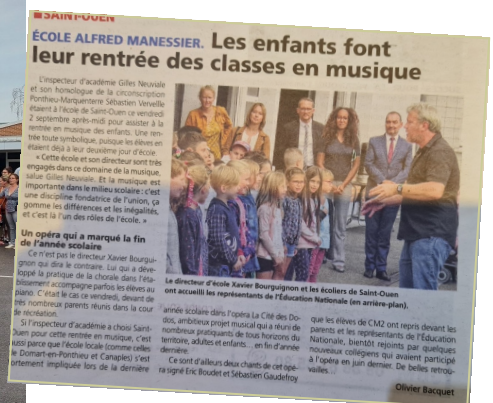 SAINT-OUEN
ÉCOLE ALFRED MANESSIER. Les enfants font
leur rentrée des classes en musique
L'inspecteur d'académie Gilles Neuviale
et son homologue de la circonscription
Ponthieu-Marquenterre Sébastien Verveille
étaient à l'école de Saint-Ouen ce vendredi
2 septembre après-midi pour assister à la
rentrée en musique des enfants. Une ren-
trée toute symbolique, puisque les élèves en
étaient déjà à leur deuxième jour d'école.
« Cette école et son directeur sont très
engagés dans ce domaine de la musique,
salue Gilles Neuviale. Et la musique est
importante dans le milieu scolaire : c'est
une discipline fondatrice de l'union, ça
gomme les différences et les inégalités,
et c'est là l'un des rôles de l'école. »
Un opéra qui a marqué la fin
de l'année scolaire
Ce n'est pas le directeur Xavier Bourgui-
gnon qui dira le contraire. Lui qui a déve-
loppé la pratique de la chorale dans l'éta-
blissement accompagne parfois les élèves au
piano. C'était le cas ce vendredi, devant de
très nombreux parents réunis dans la cour
de récréation.
Si l'inspecteur d'académie a choisi Saint-
Ouen pour cette rentrée en musique, c'est
aussi parce que l'école locale (comme celles
de Domart-en-Ponthieu et Canaples) s'est
fortement impliquée lors de la dernière
Le directeur d'école Xavier Bourguignon et les écoliers de Saint-Ouen
ont accueilli les représentants de l'Éducation Nationale (en arrière-plan).
année scolaire dans l'opéra La Cité des Do-
dos, ambitieux projet musical qui a réuni de
nombreux pratiquants de tous horizons du
territoire, adultes et enfants... en fin d'année
dernière.
Ce sont d'ailleurs deux chants de cet opé-
ra signé Eric Boudet et Sébastien Gaudefroy
que les élèves de CM2 ont repris devant les
parents et les représentants de l'Éducation
Nationale, bientôt rejoints par quelques
nouveaux collégiens qui avaient participé
à l'opéra en juin dernier. De belles retrou-
vailles.
Olivier Bacquet